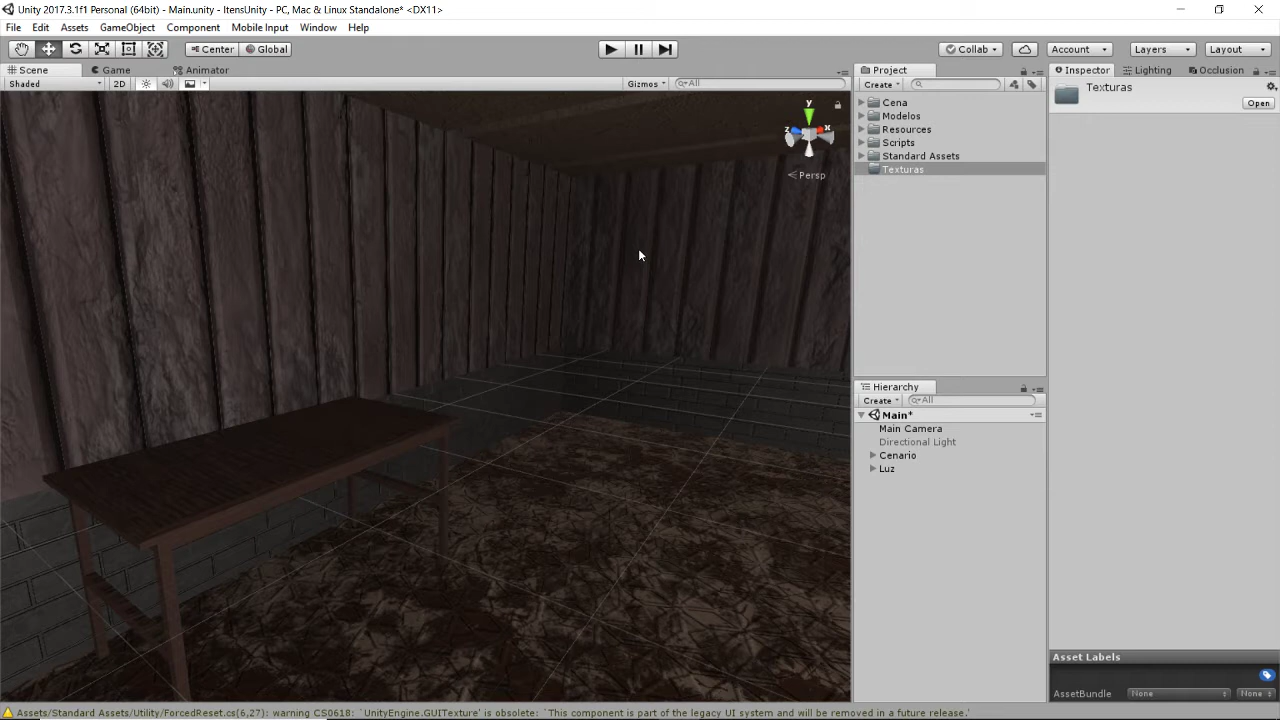 Unity 2017.3.1f1 Personal (64bit) - Main.unity - ItensUnity - PC, Mac & Linux Standalone* <DX11>
File Edit Assets GameObject Component Mobile Input Window Help
Center Global Collab Account Layers Layout
Scene Game Animator
Shaded 2D Gizmos All
y
z x
Persp
Project
Create
Cena
Modelos
Resources
Scripts
Standard Assets
Texturas
Hierarchy
Create All
Main*
Main Camera
Directional Light
Cenario
Luz
Inspector Lighting Occlusion
Texturas
Open
Asset Labels
AssetBundle None None
Assets/Standard Assets/Utility/ForcedReset.cs(6,27): warning CS0618: `UnityEngine.GUITexture' is obsolete: `This component is part of the legacy UI system and will be removed in a future release.'